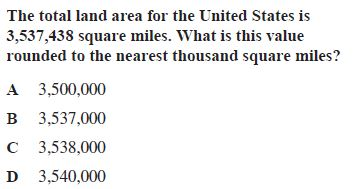 The total land area for the United States is
3,537,438 square miles. What is this value
rounded to the nearest thousand square miles?
A 3,500,000
B 3,537,000
C 3,538,000
D 3,540,000